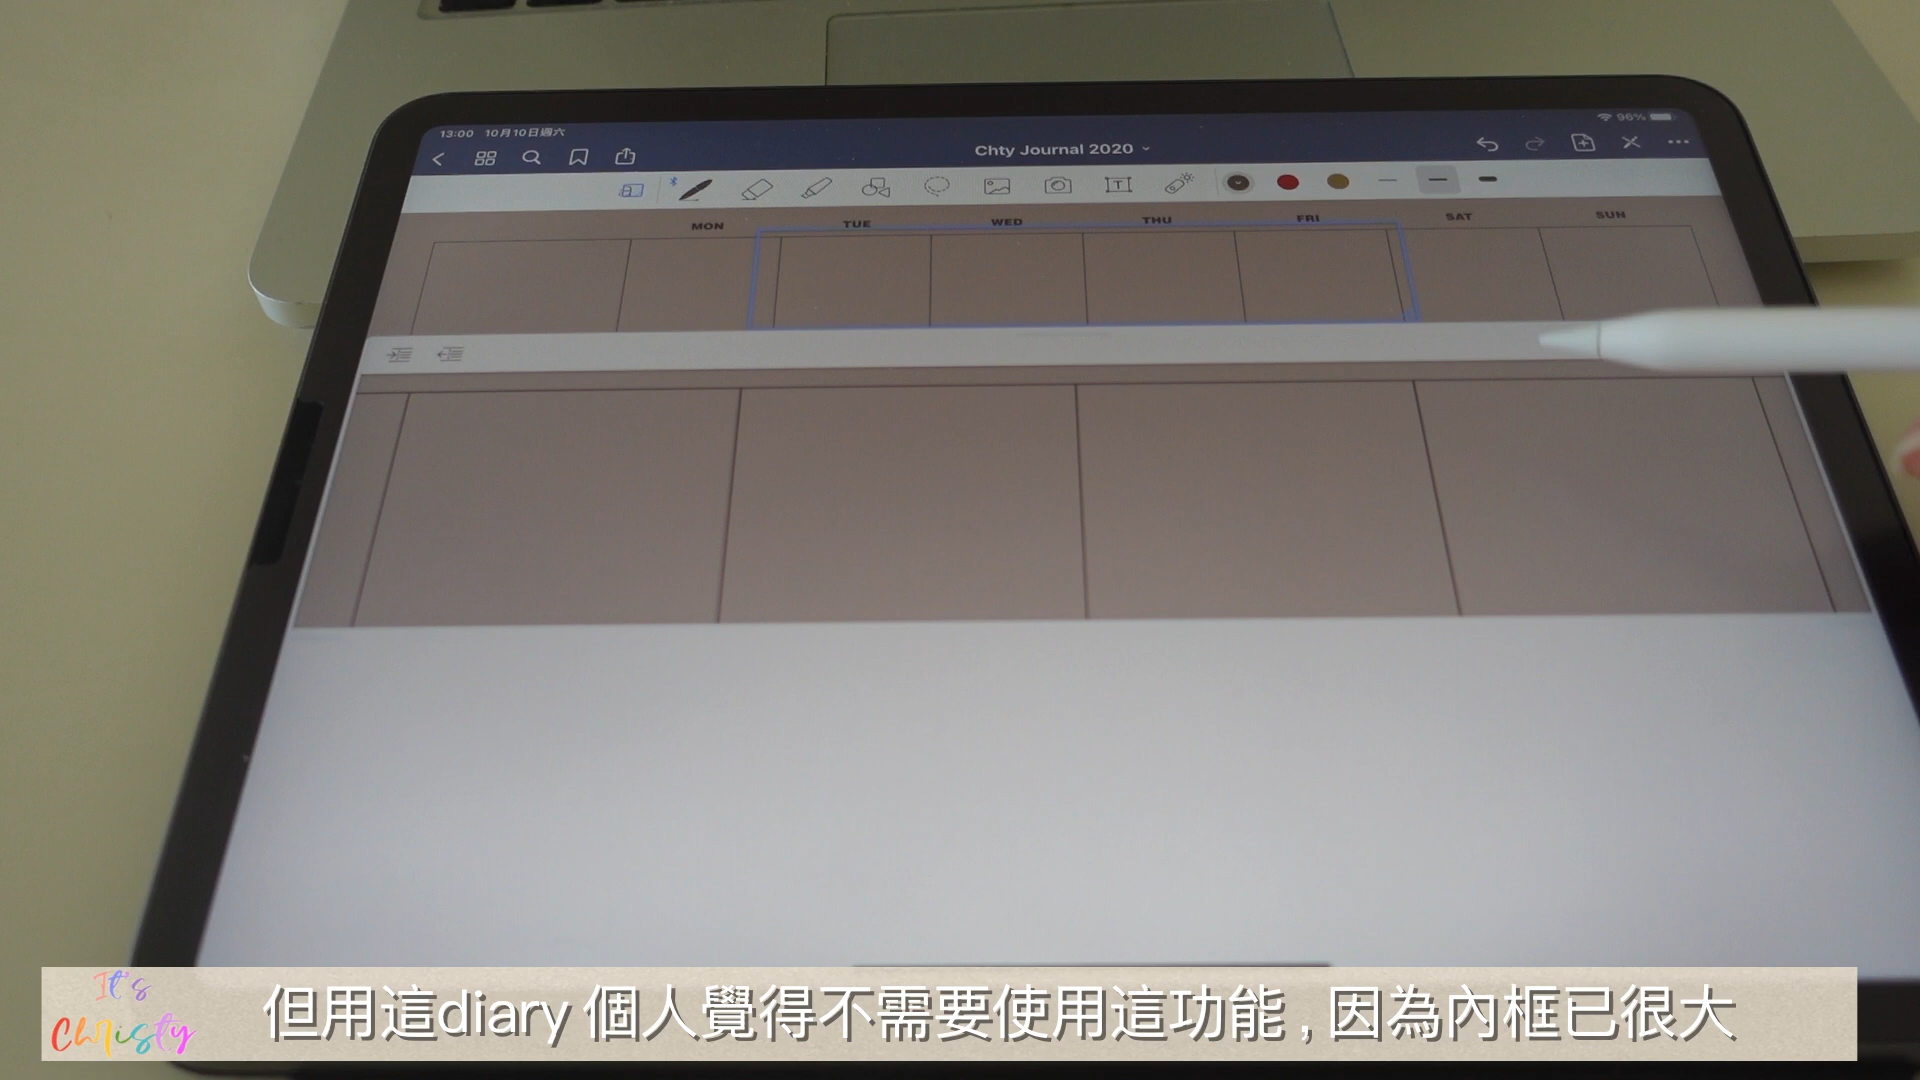 13:00 10月10日週六
96%
Chty Journal 2020
T
MON TUE WED THU FRI SAT SUN
It's
Christy
但用這diary 個人覺得不需要使用這功能 , 因為內框已很大